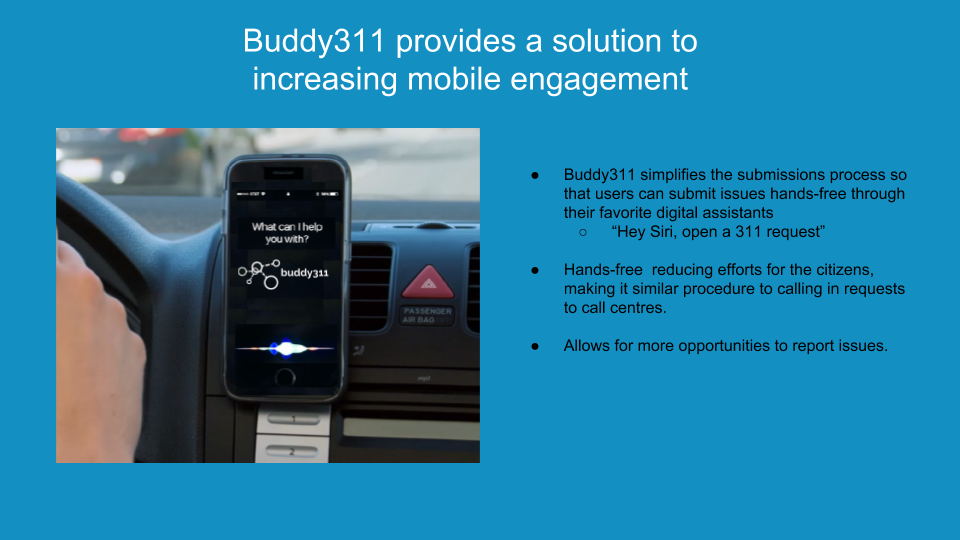 Buddy311 provides a solution to
increasing mobile engagement
What can I help
you with?
buddy311
PASSENGER
AIR BAG
1
2
● Buddy311 simplifies the submissions process so
that users can submit issues hands-free through
their favorite digital assistants
○ “Hey Siri, open a 311 request”
● Hands-free  reducing efforts for the citizens,
making it similar procedure to calling in requests
to call centres.
● Allows for more opportunities to report issues.